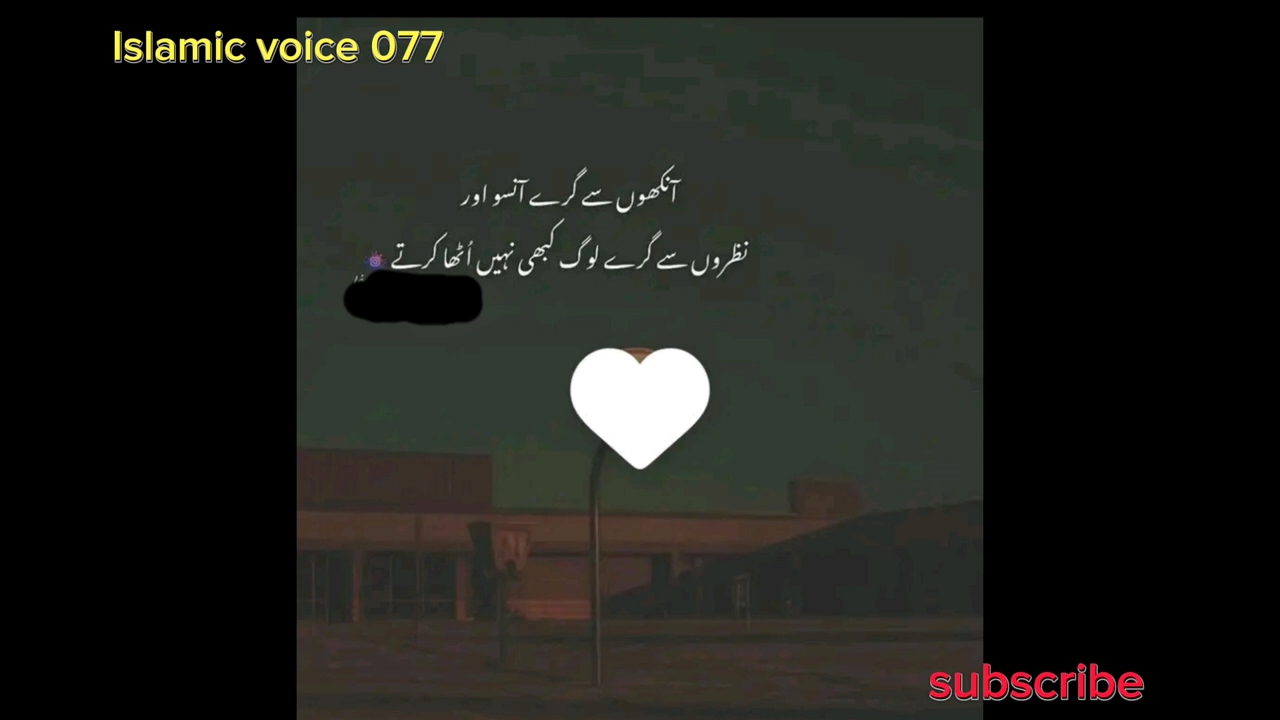 Islamic voice 077
آنکھوں سے گرے آنسو اور
نظروں سے گرے لوگ کبھی نہیں اُٹھا کرتے
subscribe